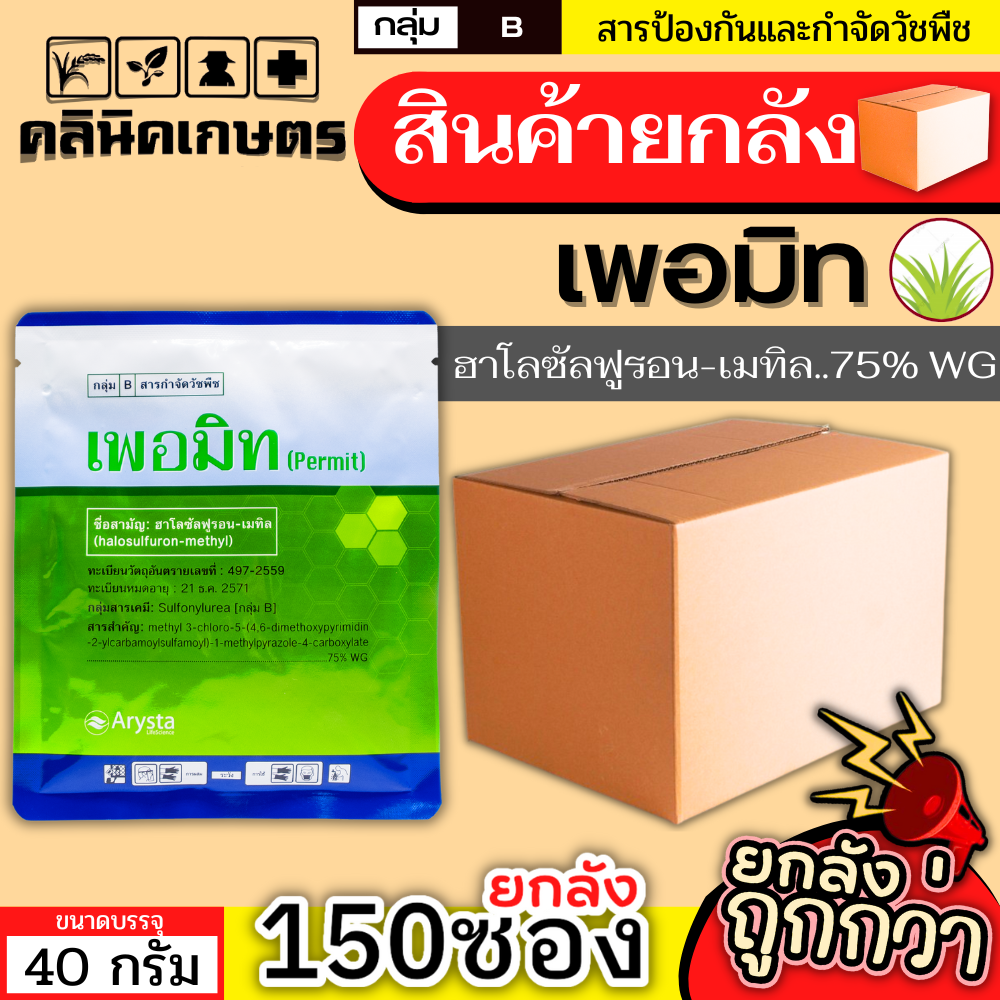 กลุ่ม B สารป้องกันและกำจัดวัชพืช
คลินิคเกษตร
สินค้ายกลัง
เพอมิท
ฮาโลซัลฟูรอน-เมทิล..75% WG
กลุ่ม B สารกำจัดวัชพืช
เพอมิท (Permit)
ชื่อสามัญ: ฮาโลซัลฟูรอน-เมทิล
(halosulfuron-methyl)
ทะเบียนวัตถุอันตรายเลขที่ : 497-2559
ทะเบียนหมดอายุ : 21 ธ.ค. 2571
กลุ่มสารเคมี: Sulfonylurea [กลุ่ม B]
สารสำคัญ: methyl 3-chloro-5-(4,6-dimethoxypyrimidin
-2-ylcarbamoylsulfamoyl)-1-methylpyrazole-4-carboxylate
75% WG
Arysta
LifeScience
ระวัง
ขนาดบรรจุ
40 กรัม
ยกลัง
150ซอง
ยกลัง
ถูกกว่า